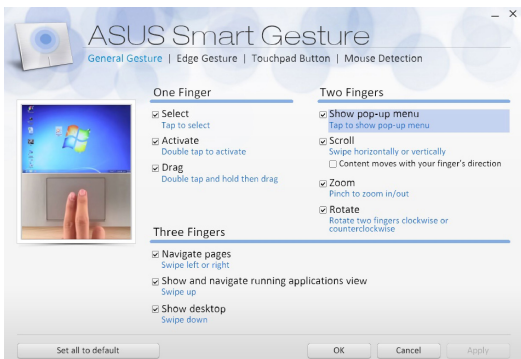 ASUS Smart Gesture
General Gesture | Edge Gesture | Touchpad Button | Mouse Detection
One Finger
Select
Tap to select
Activate
Double tap to activate
Drag
Double tap and hold then drag
Two Fingers
Show pop-up menu
Tap to show pop-up menu
Scroll
Swipe horizontally or vertically
Content moves with your finger's direction
Zoom
Pinch to zoom in/out
Rotate
Rotate two fingers clockwise or
counterclockwise
Three Fingers
Navigate pages
Swipe left or right
Show and navigate running applications view
Swipe up
Show desktop
Swipe down
Set all to default
OK
Cancel
Apply